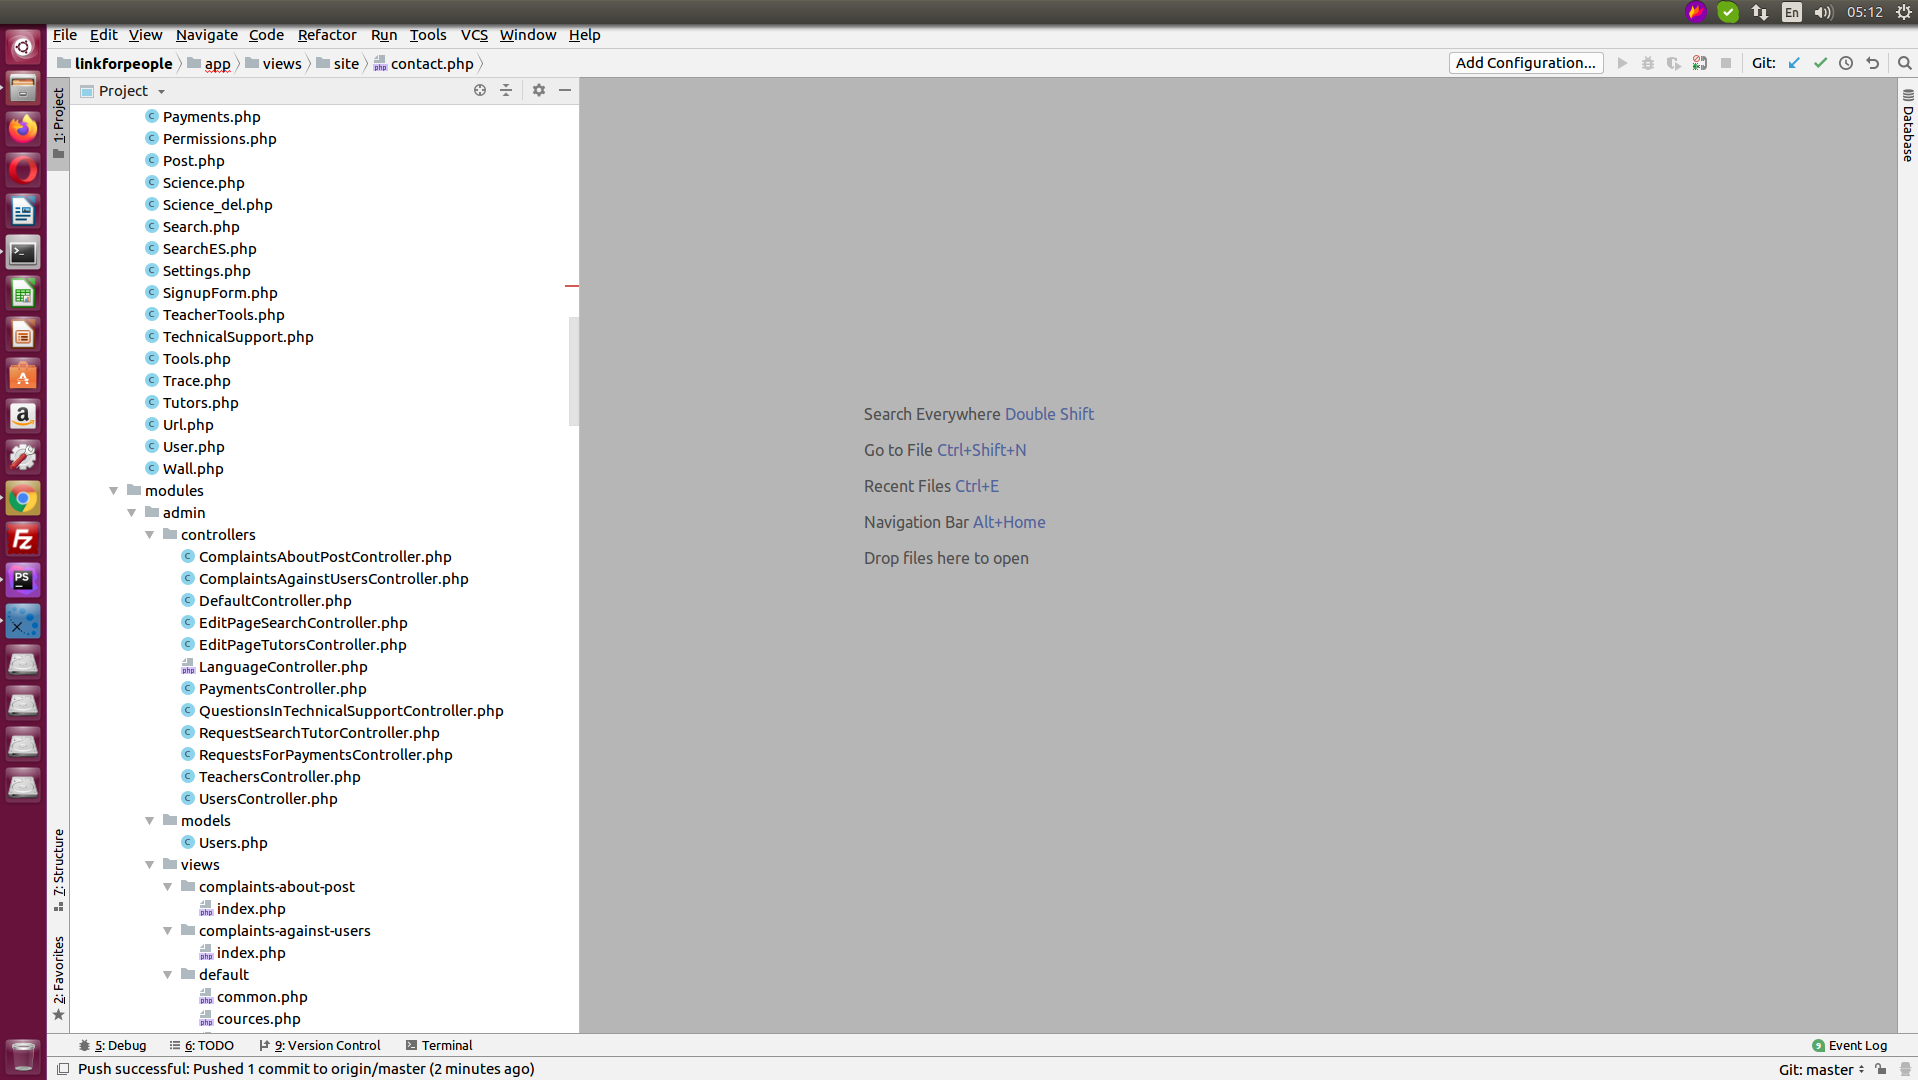 En 05:12
File Edit View Navigate Code Refactor Run Tools VCS Window Help
linkforpeople app views site contact.php Add Configuration... Git:
1: Project
Project
Database
Payments.php
Permissions.php
Post.php
Science.php
Science_del.php
Search.php
SearchES.php
Settings.php
SignupForm.php
TeacherTools.php
TechnicalSupport.php
Tools.php
Trace.php
Tutors.php
Url.php
User.php
Wall.php
modules
admin
controllers
ComplaintsAboutPostController.php
ComplaintsAgainstUsersController.php
DefaultController.php
EditPageSearchController.php
EditPageTutorsController.php
LanguageController.php
PaymentsController.php
QuestionsInTechnicalSupportController.php
RequestSearchTutorController.php
RequestsForPaymentsController.php
TeachersController.php
UsersController.php
models
Users.php
views
complaints-about-post
index.php
complaints-against-users
index.php
default
common.php
cources.php
Search Everywhere Double Shift
Go to File Ctrl+Shift+N
Recent Files Ctrl+E
Navigation Bar Alt+Home
Drop files here to open
7: Structure
2: Favorites
5: Debug 6: TODO 9: Version Control Terminal 9 Event Log
Push successful: Pushed 1 commit to origin/master (2 minutes ago) Git: master